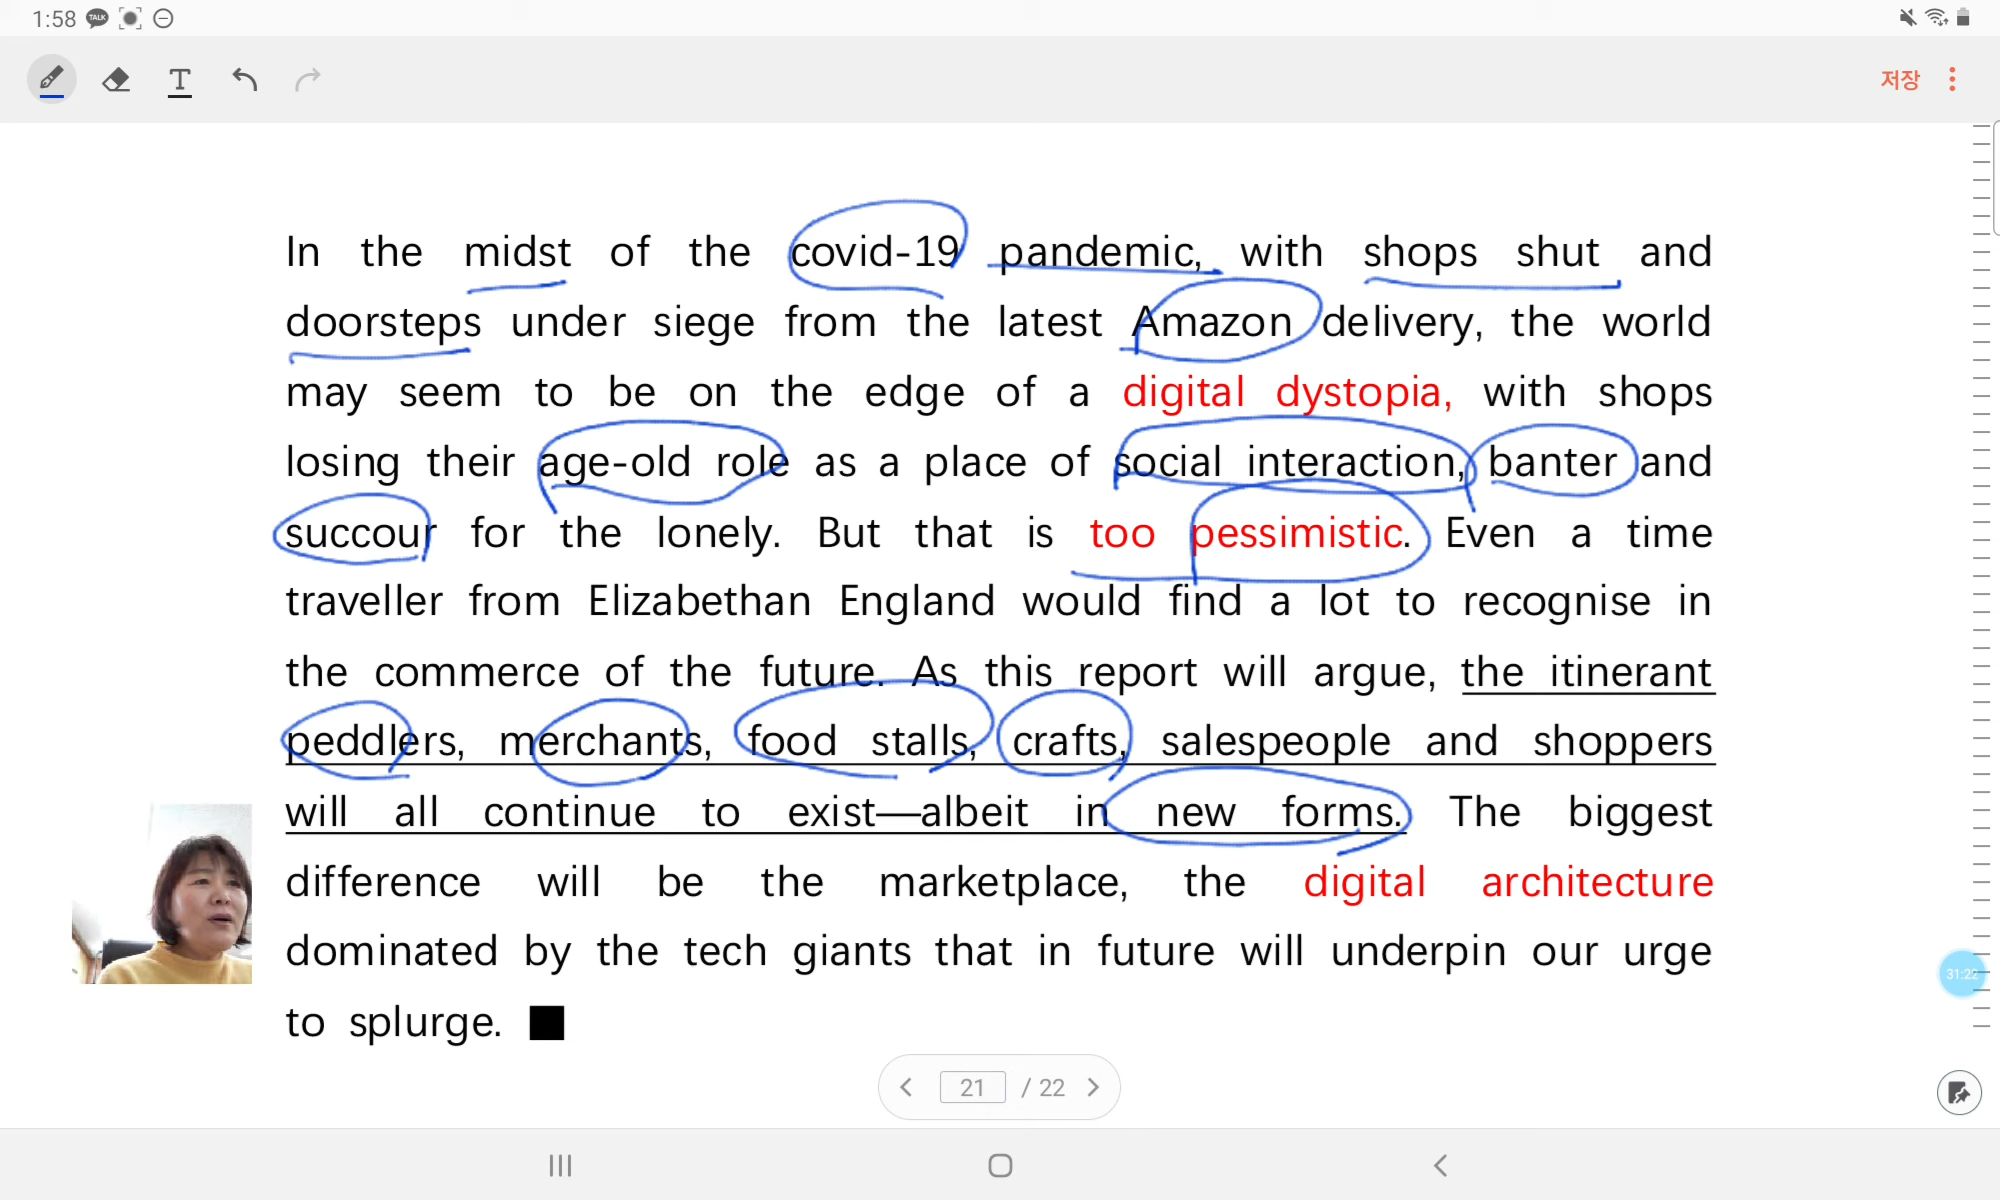 1:58 TALK
저장
In the midst of the covid-19 pandemic, with shops shut and
doorsteps under siege from the latest Amazon delivery, the world
may seem to be on the edge of a digital dystopia, with shops
losing their age-old role as a place of social interaction, banter and
succour for the lonely. But that is too pessimistic. Even a time
traveller from Elizabethan England would find a lot to recognise in
the commerce of the future. As this report will argue, the itinerant
peddlers, merchants, food stalls, crafts, salespeople and shoppers
will all continue to exist—albeit in new forms. The biggest
difference will be the marketplace, the digital architecture
dominated by the tech giants that in future will underpin our urge
to splurge. ■
31:22
21 / 22